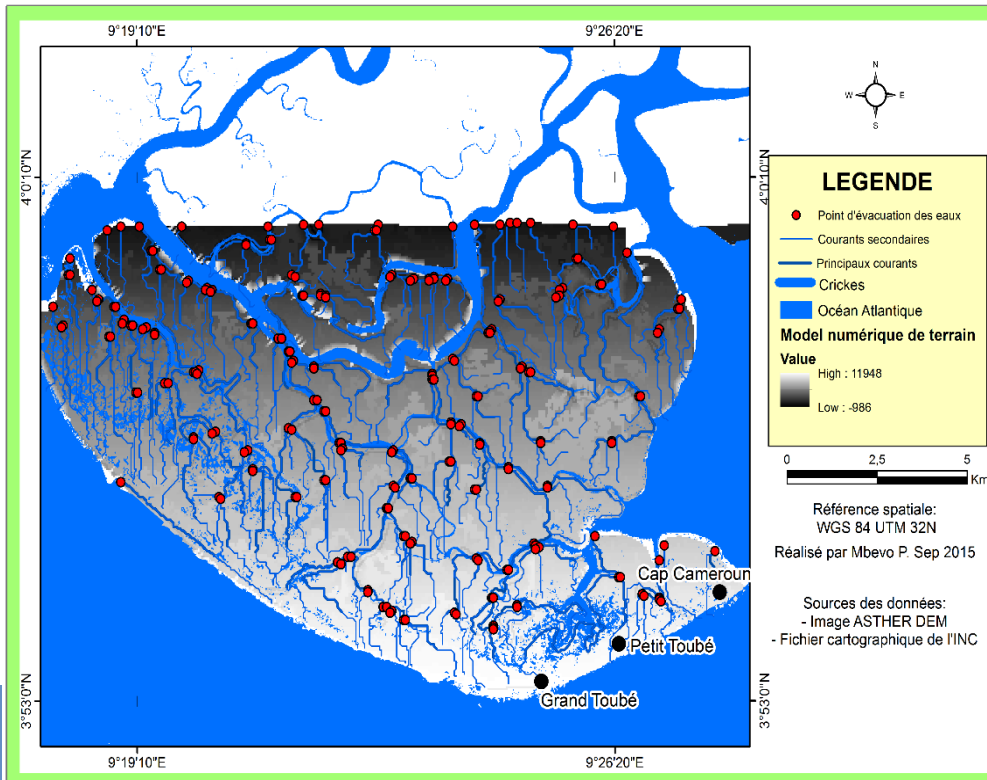 9°19'10"E
9°26'20"E
4°0'10"N
4°0'10"N
3°53'0"N
3°53'0"N
9°19'10"E
9°26'20"E
Cap Cameroun
Petit Toubé
Grand Toubé
N
W
E
S
LEGENDE
Point d'évacuation des eaux
Courants secondaires
Principaux courants
Crickes
Océan Atlantique
Model numérique de terrain
Value
High : 11948
Low : -986
0 2,5 5
Km
Référence spatiale:
WGS 84 UTM 32N
Réalisé par Mbevo P. Sep 2015
Sources des données:
- Image ASTHER DEM
- Fichier cartographique de l'INC